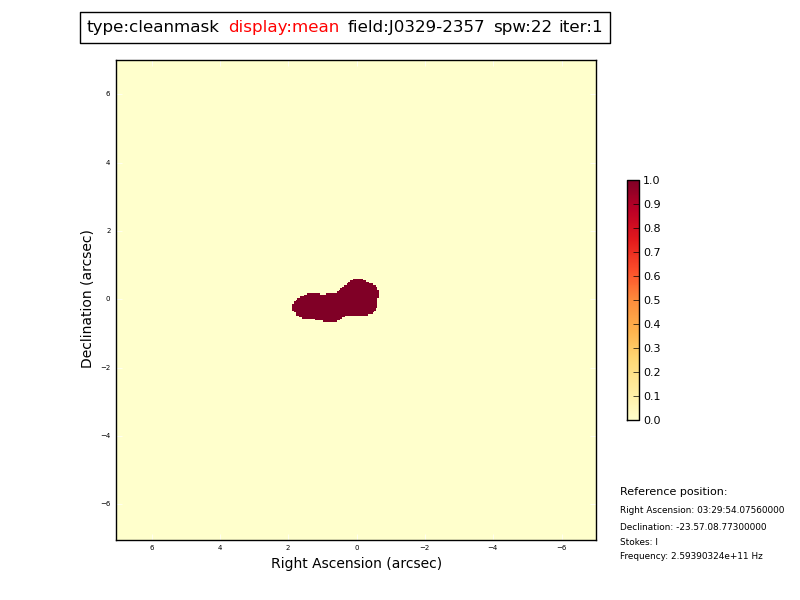 type:cleanmask display:mean field:J0329-2357 spw:22 iter:1
6
4
2
0
−2
−4
−6
Declination (arcsec)
6 4 2 0 −2 −4 −6
Right Ascension (arcsec)
1.0
0.9
0.8
0.7
0.6
0.5
0.4
0.3
0.2
0.1
0.0
Reference position:
Right Ascension: 03:29:54.07560000
Declination: -23.57.08.77300000
Stokes: I
Frequency: 2.59390324e+11 Hz